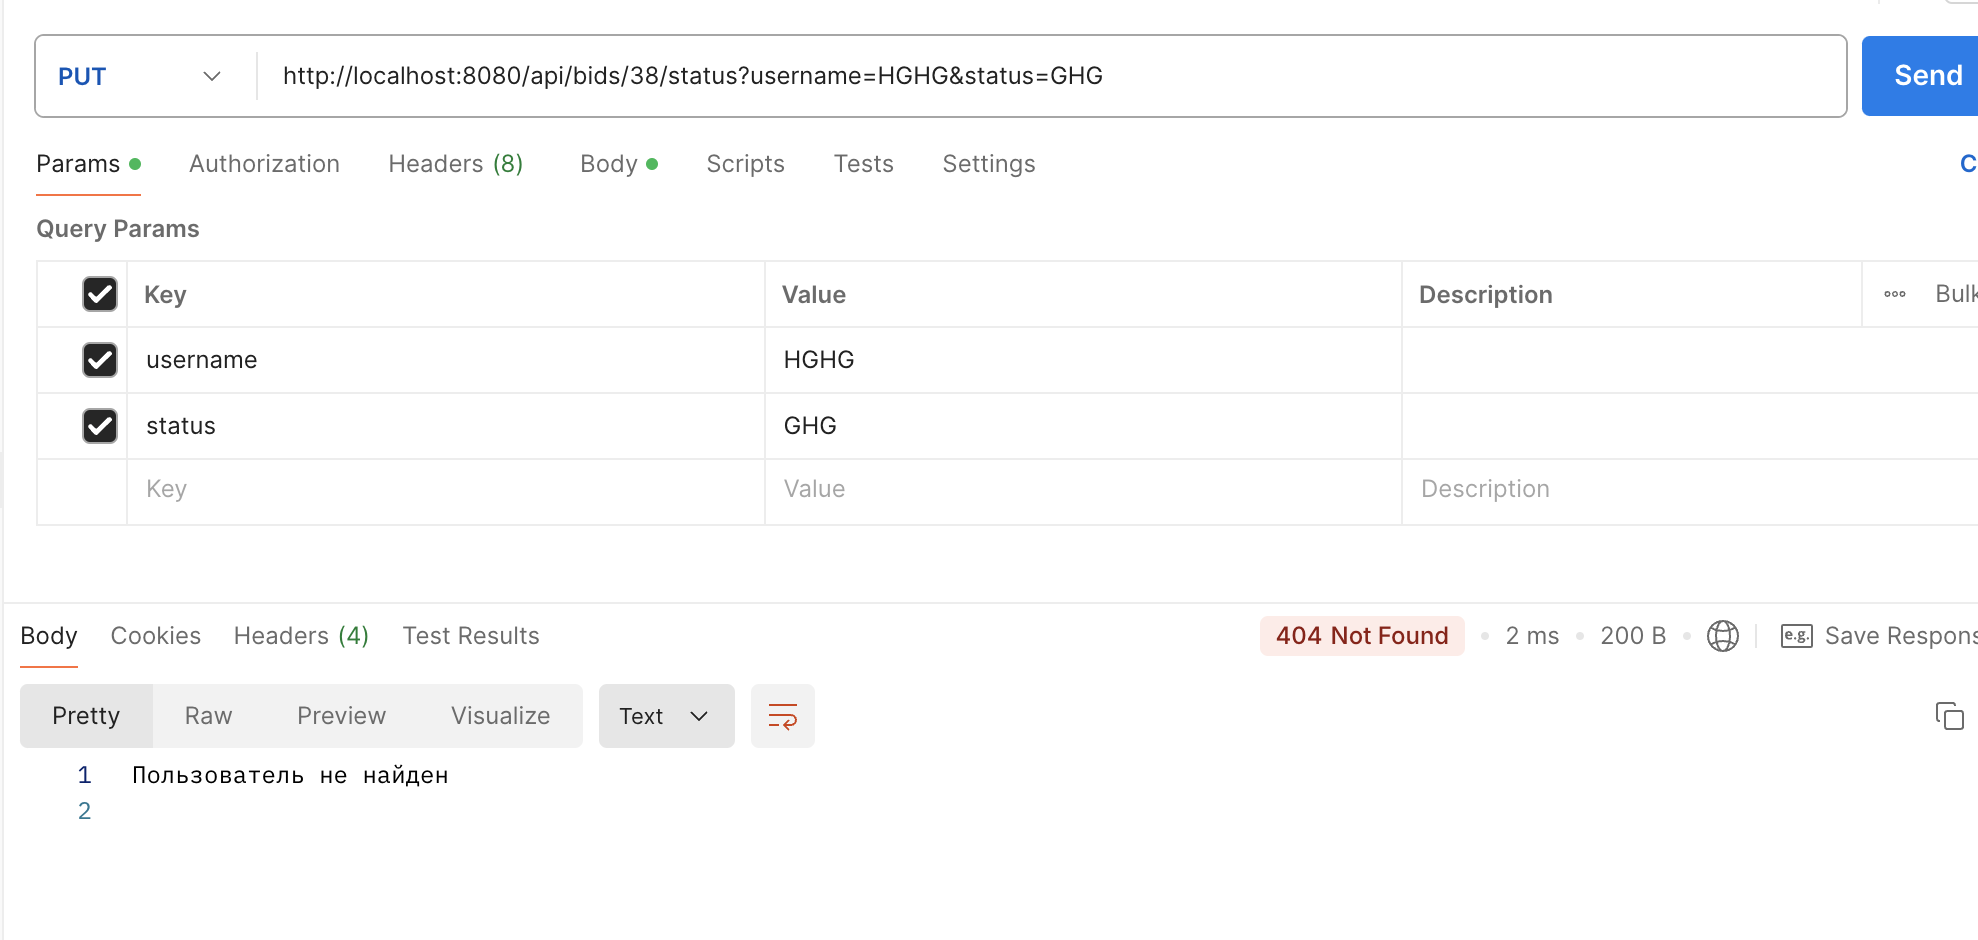 PUT http://localhost:8080/api/bids/38/status?username=HGHG&status=GHG Send
Params Authorization Headers (8) Body Scripts Tests Settings C
Query Params
Key Value Description Bulk
username HGHG
status GHG
Key Value Description
Body Cookies Headers (4) Test Results 404 Not Found 2 ms 200 B e.g. Save Respons
Pretty Raw Preview Visualize Text
1 Пользователь не найден
2